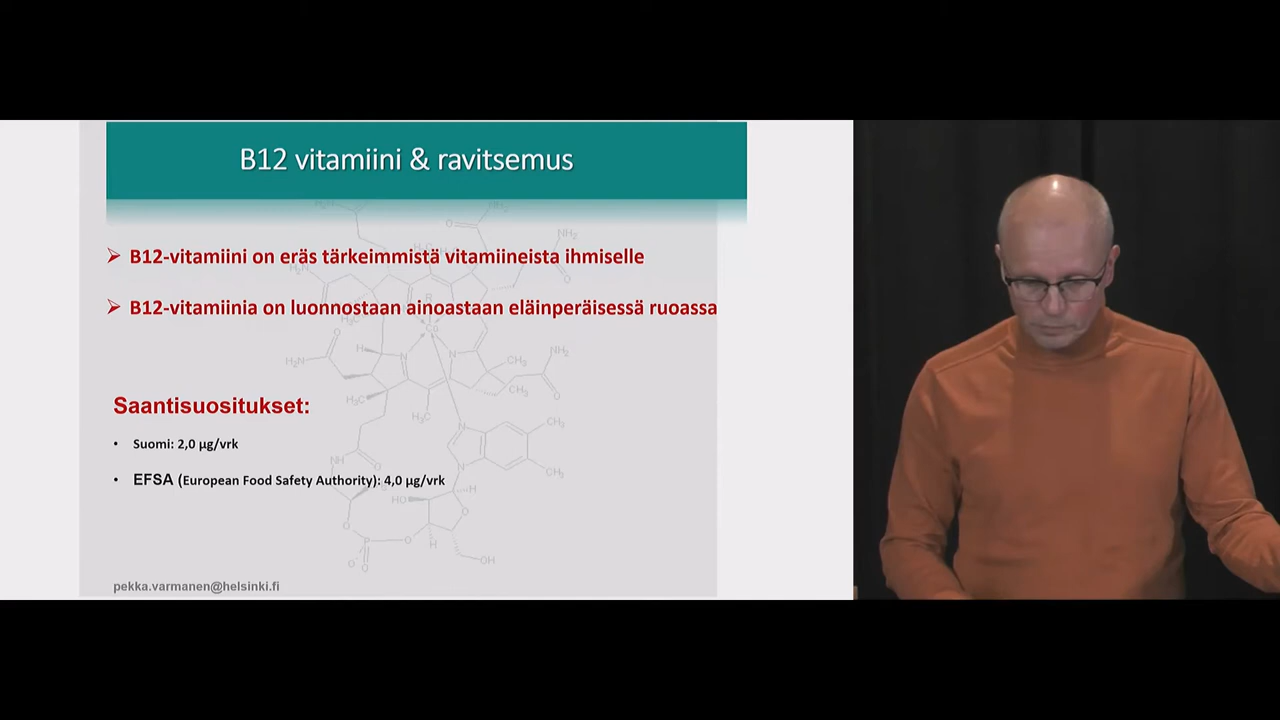 B12 vitamiini & ravitsemus
B12-vitamiini on eräs tärkeimmistä vitamiineista ihmiselle
B12-vitamiinia on luonnostaan ainoastaan eläinperäisessä ruoassa
Saantisuositukset:
• Suomi: 2,0 µg/vrk
• EFSA (European Food Safety Authority): 4,0 µg/vrk
pekka.varmanen@helsinki.fi